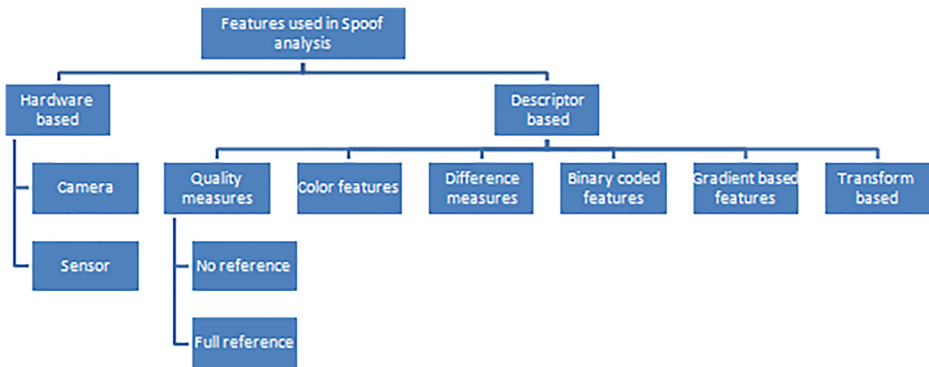 Features used in Spoof
analysis
Hardware
based
Descriptor
based
Camera
Sensor
Quality
measures
Color features
Difference
measures
Binary coded
features
Gradient based
features
Transform
based
No reference
Full reference